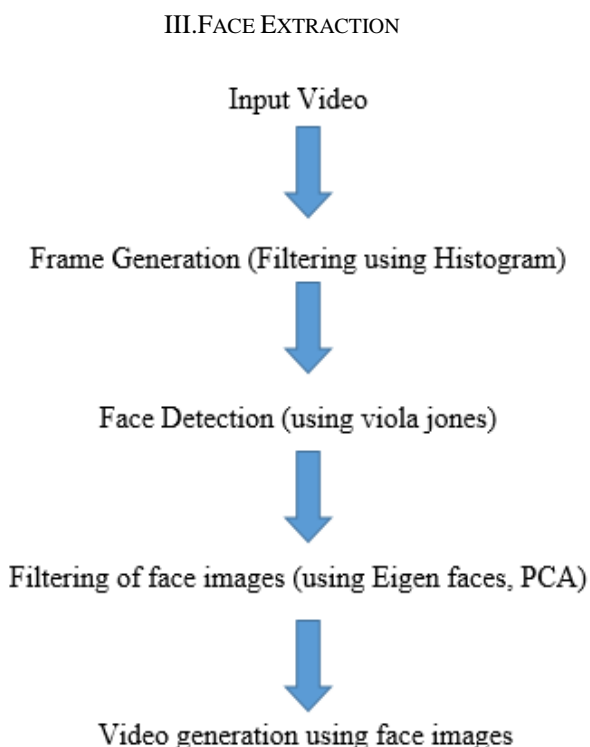 III.FACE EXTRACTION
Input Video
Frame Generation (Filtering using Histogram)
Face Detection (using viola jones)
Filtering of face images (using Eigen faces, PCA)
Video generation using face images